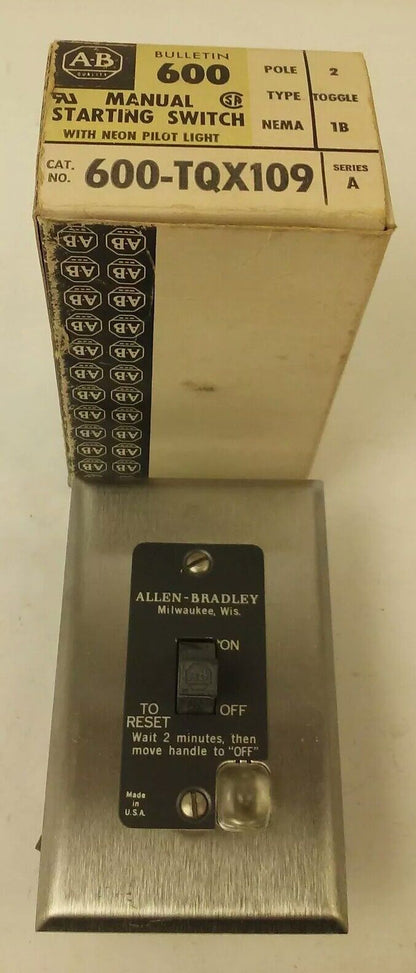 A-B
QUALITY
BULLETIN
600
MANUAL
STARTING SWITCH
WITH NEON PILOT LIGHT
POLE 2
TYPE TOGGLE
NEMA 1B
CAT. NO. 600-TQX109
SERIES A
A-B A-B
A-B A-B
A-B A-B
A-B A-B
A-B A-B
A-B A-B
A-B A-B
A-B A-B
A-B A-B
ALLEN-BRADLEY
Milwaukee, Wis.
ON
A-B
OFF
TO
RESET
Wait 2 minutes, then
move handle to "OFF"
Made
in
U.S.A.